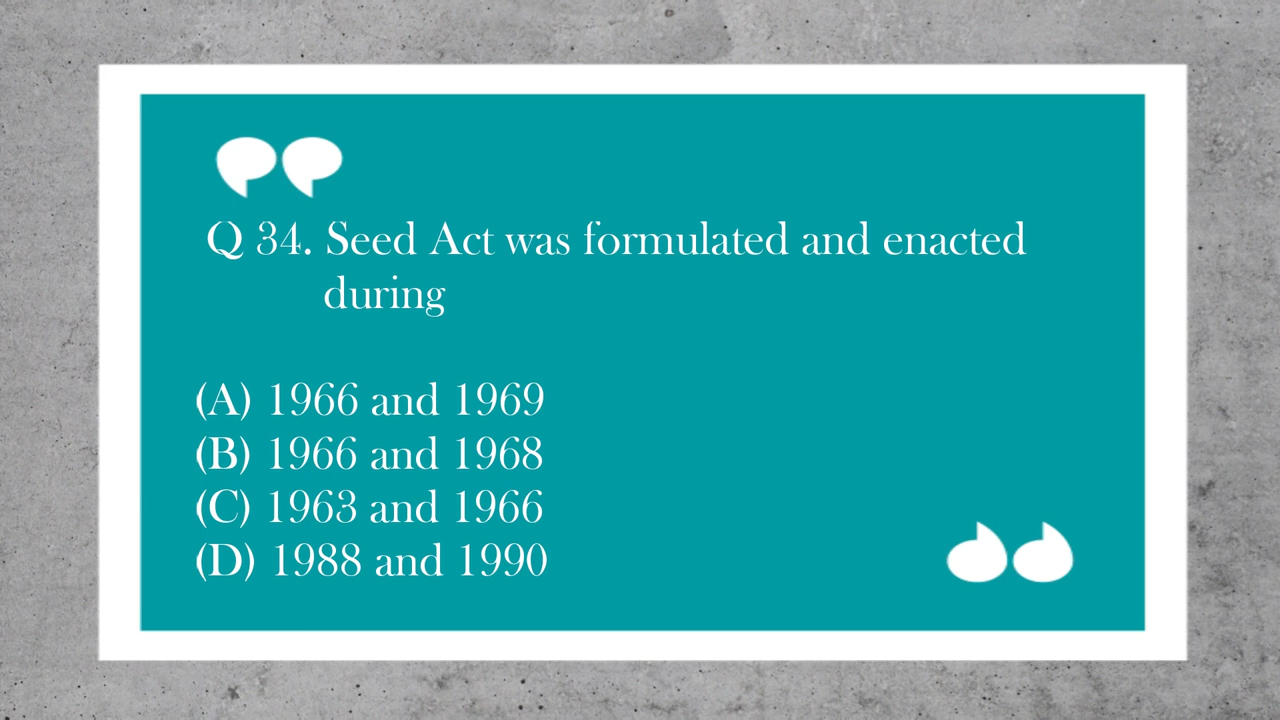 Q 34. Seed Act was formulated and enacted
during
(A) 1966 and 1969
(B) 1966 and 1968
(C) 1963 and 1966
(D) 1988 and 1990